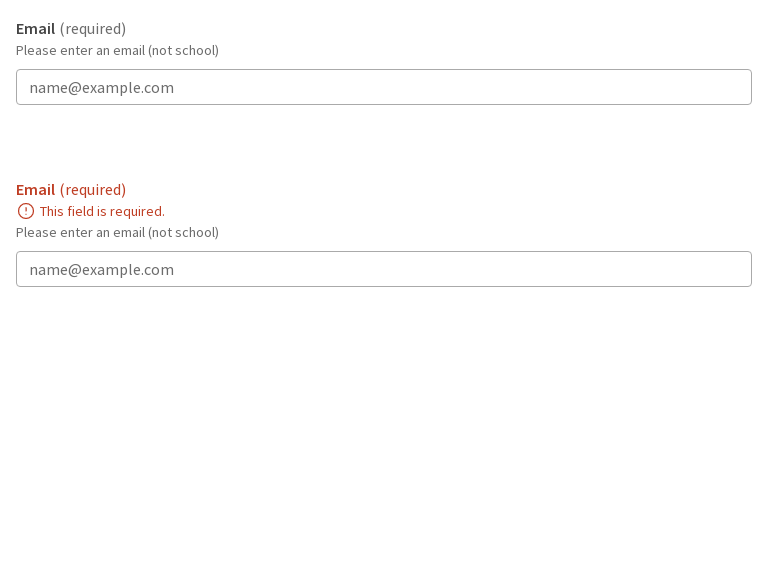 Email (required)
Please enter an email (not school)
name@example.com
Email (required)
This field is required.
Please enter an email (not school)
name@example.com